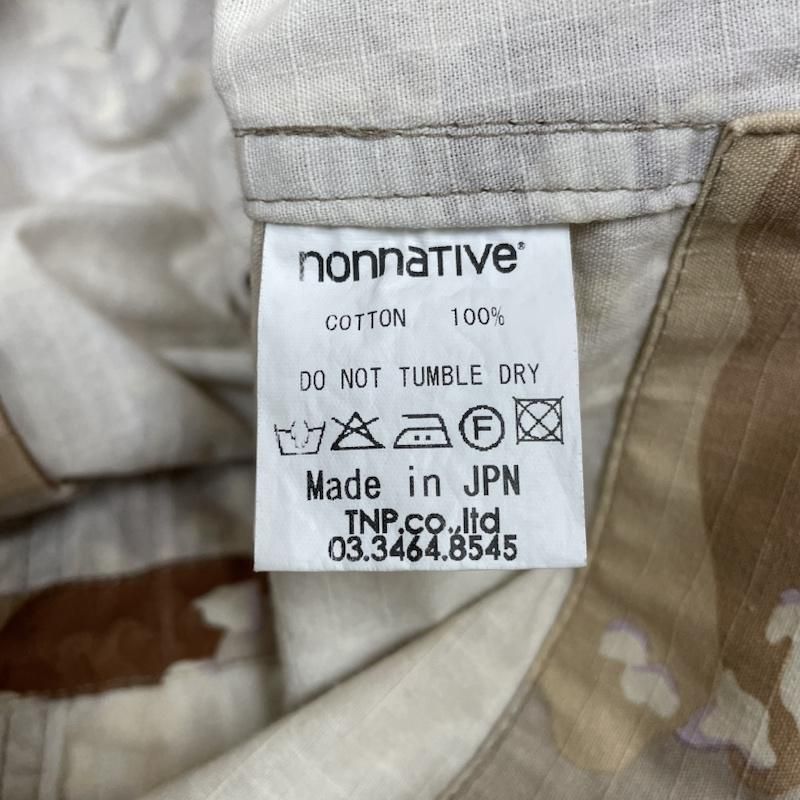 nonnative®
COTTON 100%
DO NOT TUMBLE DRY
F
Made in JPN
TNP.co.,ltd
03.3464.8545